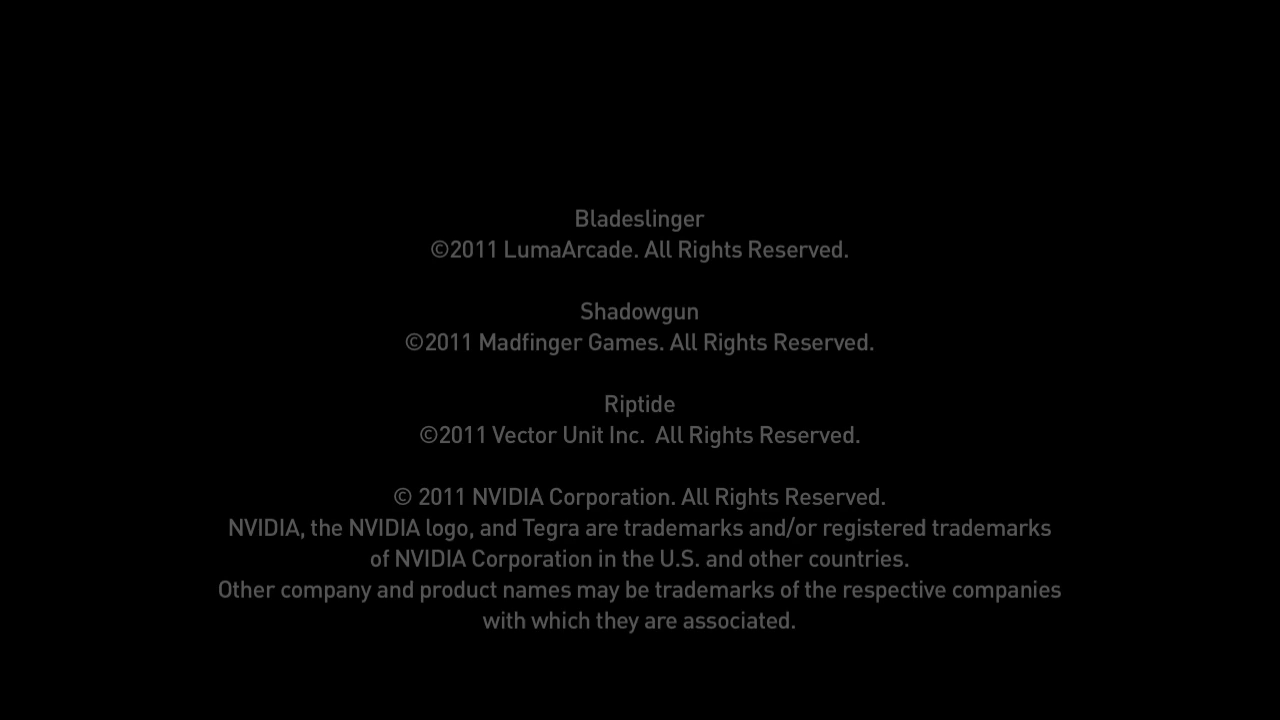 Bladeslinger
©2011 LumaArcade. All Rights Reserved.
Shadowgun
©2011 Madfinger Games. All Rights Reserved.
Riptide
©2011 Vector Unit Inc.  All Rights Reserved.
© 2011 NVIDIA Corporation. All Rights Reserved.
NVIDIA, the NVIDIA logo, and Tegra are trademarks and/or registered trademarks
of NVIDIA Corporation in the U.S. and other countries.
Other company and product names may be trademarks of the respective companies
with which they are associated.